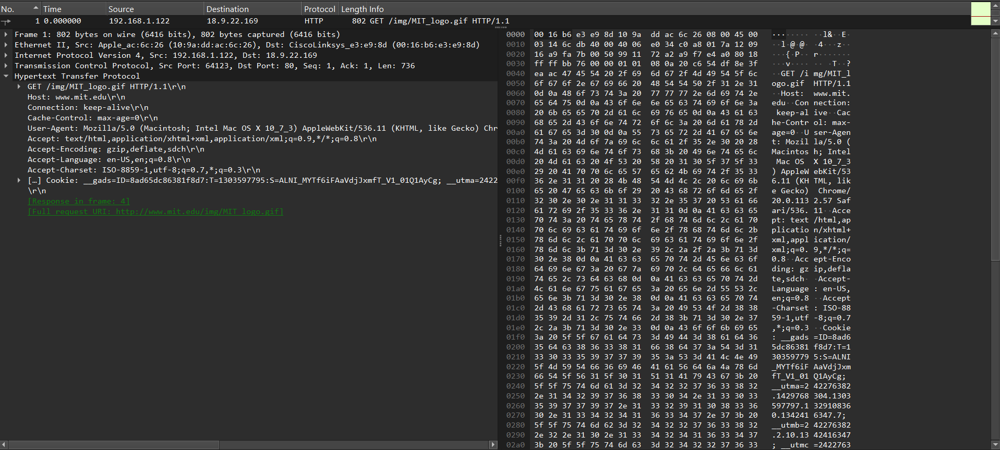 No. Time Source Destination Protocol Length Info
1 0.000000 192.168.1.122 18.9.22.169 HTTP 802 GET /img/MIT_logo.gif HTTP/1.1
Frame 1: 802 bytes on wire (6416 bits), 802 bytes captured (6416 bits)
Ethernet II, Src: Apple_ac:6c:26 (10:9a:dd:ac:6c:26), Dst: CiscoLinksys_e3:e9:8d (00:16:b6:e3:e9:8d)
Internet Protocol Version 4, Src: 192.168.1.122, Dst: 18.9.22.169
Transmission Control Protocol, Src Port: 64123, Dst Port: 80, Seq: 1, Ack: 1, Len: 736
Hypertext Transfer Protocol
GET /img/MIT_logo.gif HTTP/1.1\r\n
Host: www.mit.edu\r\n
Connection: keep-alive\r\n
Cache-Control: max-age=0\r\n
User-Agent: Mozilla/5.0 (Macintosh; Intel Mac OS X 10_7_3) AppleWebKit/536.11 (KHTML, like Gecko) Chr
Accept: text/html,application/xhtml+xml,application/xml;q=0.9,*/*;q=0.8\r\n
Accept-Encoding: gzip,deflate,sdch\r\n
Accept-Language: en-US,en;q=0.8\r\n
Accept-Charset: ISO-8859-1,utf-8;q=0.7,*;q=0.3\r\n
[…] Cookie: __gads=ID=8ad65dc86381f8d7:T=1303597795:S=ALNI_MYTf6iFAaVdjJxmfT_V1_01Q1AyCg; __utma=2422
\r\n
[Response in frame: 4]
[Full request URI: http://www.mit.edu/img/MIT_logo.gif]
0000 00 16 b6 e3 e9 8d 10 9a dd ac 6c 26 08 00 45 00 ··· ····· ··l&··E·
0010 03 14 6c db 40 00 40 06 e0 34 c0 a8 01 7a 12 09 ··l·@·@· ·4···z··
0020 16 a9 fa 7b 00 50 99 11 72 a2 a9 f7 e4 a0 80 18 ···{·P·· r·······
0030 ff ff bb 76 00 00 01 01 08 0a 20 c6 54 df 8e 3f ···v···· ·· ·T··?
0040 ea ac 47 45 54 20 2f 69 6d 67 2f 4d 49 54 5f 6c ··GET /i mg/MIT_l
0050 6f 67 6f 2e 67 69 66 20 48 54 54 50 2f 31 2e 31 ogo.gif HTTP/1.1
0060 0d 0a 48 6f 73 74 3a 20 77 77 77 2e 6d 69 74 2e ··Host: www.mit.
0070 65 64 75 0d 0a 43 6f 6e 6e 65 63 74 69 6f 6e 3a edu··Con nection:
0080 20 6b 65 65 70 2d 61 6c 69 76 65 0d 0a 43 61 63 keep-al ive··Cac
0090 68 65 2d 43 6f 6e 74 72 6f 6c 3a 20 6d 61 78 2d he-Contr ol: max-
00a0 61 67 65 3d 30 0d 0a 55 73 65 72 2d 41 67 65 6e age=0··U ser-Agen
00b0 74 3a 20 4d 6f 7a 69 6c 6c 61 2f 35 2e 30 20 28 t: Mozil la/5.0 (
00c0 4d 61 63 69 6e 74 6f 73 68 3b 20 49 6e 74 65 6c Macintos h; Intel
00d0 20 4d 61 63 20 4f 53 20 58 20 31 30 5f 37 5f 33 Mac OS X 10_7_3
00e0 29 20 41 70 70 6c 65 57 65 62 4b 69 74 2f 35 33 ) AppleW ebKit/53
00f0 36 2e 31 31 20 28 4b 48 54 4d 4c 2c 20 6c 69 6b 6.11 (KH TML, lik
0100 65 20 47 65 63 6b 6f 29 20 43 68 72 6f 6d 65 2f e Gecko) Chrome/
0110 32 30 2e 30 2e 31 31 33 32 2e 35 37 20 53 61 66 20.0.113 2.57 Saf
0120 61 72 69 2f 35 33 36 2e 31 31 0d 0a 41 63 63 65 ari/536. 11··Acce
0130 70 74 3a 20 74 65 78 74 2f 68 74 6d 6c 2c 61 70 pt: text /html,ap
0140 70 6c 69 63 61 74 69 6f 6e 2f 78 68 74 6d 6c 2b plicatio n/xhtml+
0150 78 6d 6c 2c 61 70 70 6c 69 63 61 74 69 6f 6e 2f xml,appl ication/
0160 78 6d 6c 3b 71 3d 30 2e 39 2c 2a 2f 2a 3b 71 3d xml;q=0. 9,*/*;q=
0170 30 2e 38 0d 0a 41 63 63 65 70 74 2d 45 6e 63 6f 0.8··Acc ept-Enco
0180 64 69 6e 67 3a 20 67 7a 69 70 2c 64 65 66 6c 61 ding: gz ip,defla
0190 74 65 2c 73 64 63 68 0d 0a 41 63 63 65 70 74 2d te,sdch· ·Accept-
01a0 4c 61 6e 67 75 61 67 65 3a 20 65 6e 2d 55 53 2c Language : en-US,
01b0 65 6e 3b 71 3d 30 2e 38 0d 0a 41 63 63 65 70 74 en;q=0.8 ··Accept
01c0 2d 43 68 61 72 73 65 74 3a 20 49 53 4f 2d 38 38 -Charset : ISO-88
01d0 35 39 2d 31 2c 75 74 66 2d 38 3b 71 3d 30 2e 37 59-1,utf -8;q=0.7
01e0 2c 2a 3b 71 3d 30 2e 33 0d 0a 43 6f 6f 6b 69 65 ,*;q=0.3 ··Cookie
01f0 3a 20 5f 5f 67 61 64 73 3d 49 44 3d 38 61 64 36 : __gads =ID=8ad6
0200 35 64 63 38 36 33 38 31 66 38 64 37 3a 54 3d 31 5dc86381 f8d7:T=1
0210 33 30 33 35 39 37 37 39 35 3a 53 3d 41 4c 4e 49 30359779 5:S=ALNI
0220 5f 4d 59 54 66 36 69 46 41 61 56 64 6a 4a 78 6d _MYTf6iF AaVdjJxm
0230 66 54 5f 56 31 5f 30 31 51 31 41 79 43 67 3b 20 fT_V1_01 Q1AyCg;
0240 5f 5f 75 74 6d 61 3d 32 34 32 32 37 36 33 38 32 __utma=2 42276382
0250 2e 31 34 32 39 37 36 38 33 30 34 2e 31 33 30 33 .1429768 304.1303
0260 35 39 37 37 39 37 2e 31 33 32 39 31 30 38 33 36 597797.1 32910836
0270 30 2e 31 33 34 32 34 31 36 33 34 37 2e 37 3b 20 0.134241 6347.7;
0280 5f 5f 75 74 6d 62 3d 32 34 32 32 37 36 33 38 32 __utmb=2 42276382
0290 2e 32 2e 31 30 2e 31 33 34 32 34 31 36 33 34 37 .2.10.13 42416347
02a0 3b 20 5f 5f 75 74 6d 63 3d 32 34 32 32 37 36 33 ; __utmc =2422763